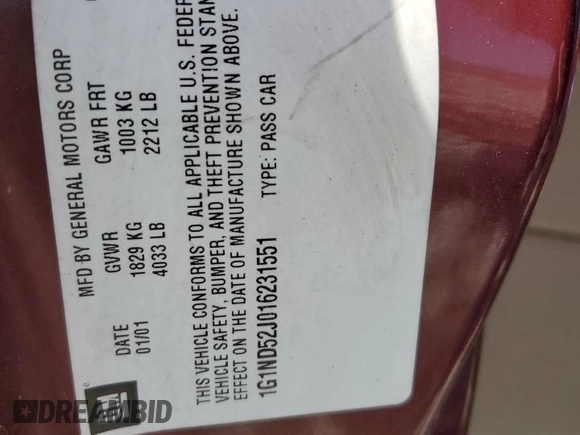 MFD BY GENERAL MOTORS CORP
DATE GVWR GAWR FRT
01/01 1829 KG 1003 KG
4033 LB 2212 LB
THIS VEHICLE CONFORMS TO ALL APPLICABLE U.S. FEDER
VEHICLE SAFETY, BUMPER, AND THEFT PREVENTION STAN
EFFECT ON THE DATE OF MANUFACTURE SHOWN ABOVE.
1G1ND52J016231551 TYPE: PASS CAR
DREAMBID